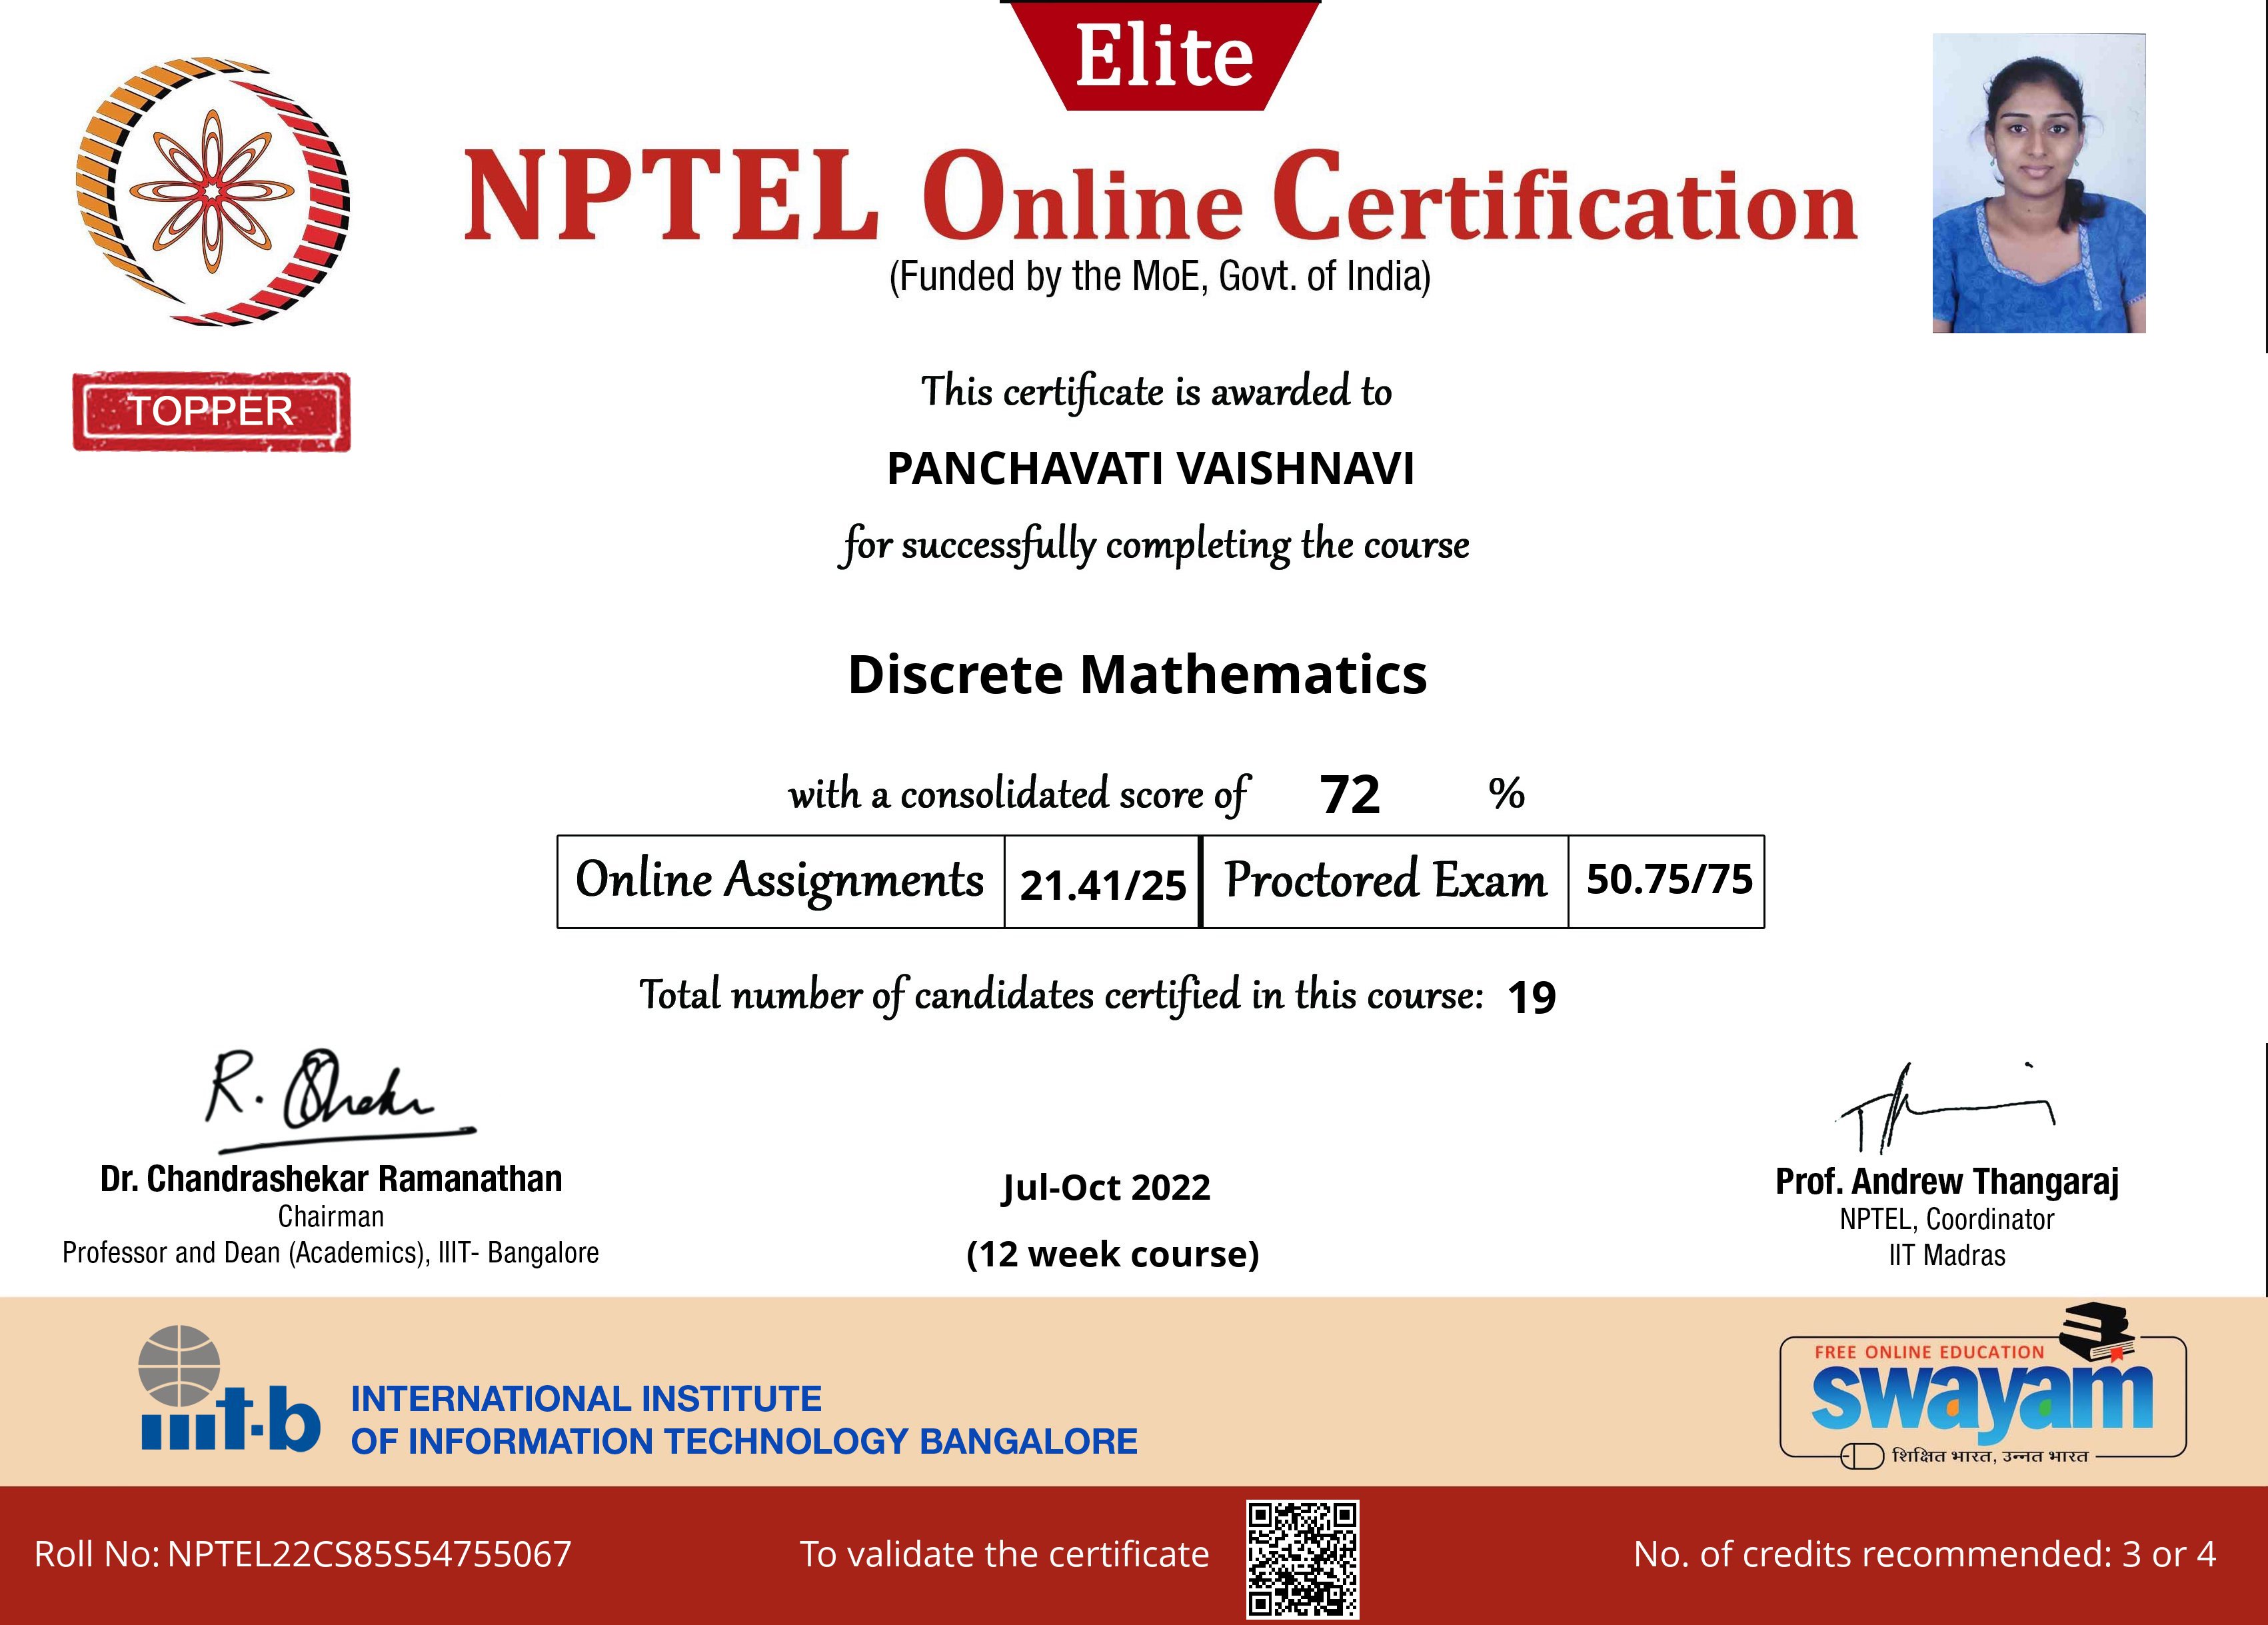 Elite
NPTEL Online Certification
(Funded by the MoE, Govt. of India)
TOPPER
This certificate is awarded to
PANCHAVATI VAISHNAVI
for successfully completing the course
Discrete Mathematics
with a consolidated score of 72 %
Online Assignments 21.41/25 Proctored Exam 50.75/75
Total number of candidates certified in this course: 19
R. Shekar
Dr. Chandrashekar Ramanathan
Chairman
Professor and Dean (Academics), IIIT- Bangalore
Jul-Oct 2022
(12 week course)
Prof. Andrew Thangaraj
NPTEL, Coordinator
IIT Madras
iiit-b
INTERNATIONAL INSTITUTE
OF INFORMATION TECHNOLOGY BANGALORE
FREE ONLINE EDUCATION
swayam
शिक्षित भारत, उन्नत भारत
Roll No: NPTEL22CS85S54755067
To validate the certificate
No. of credits recommended: 3 or 4